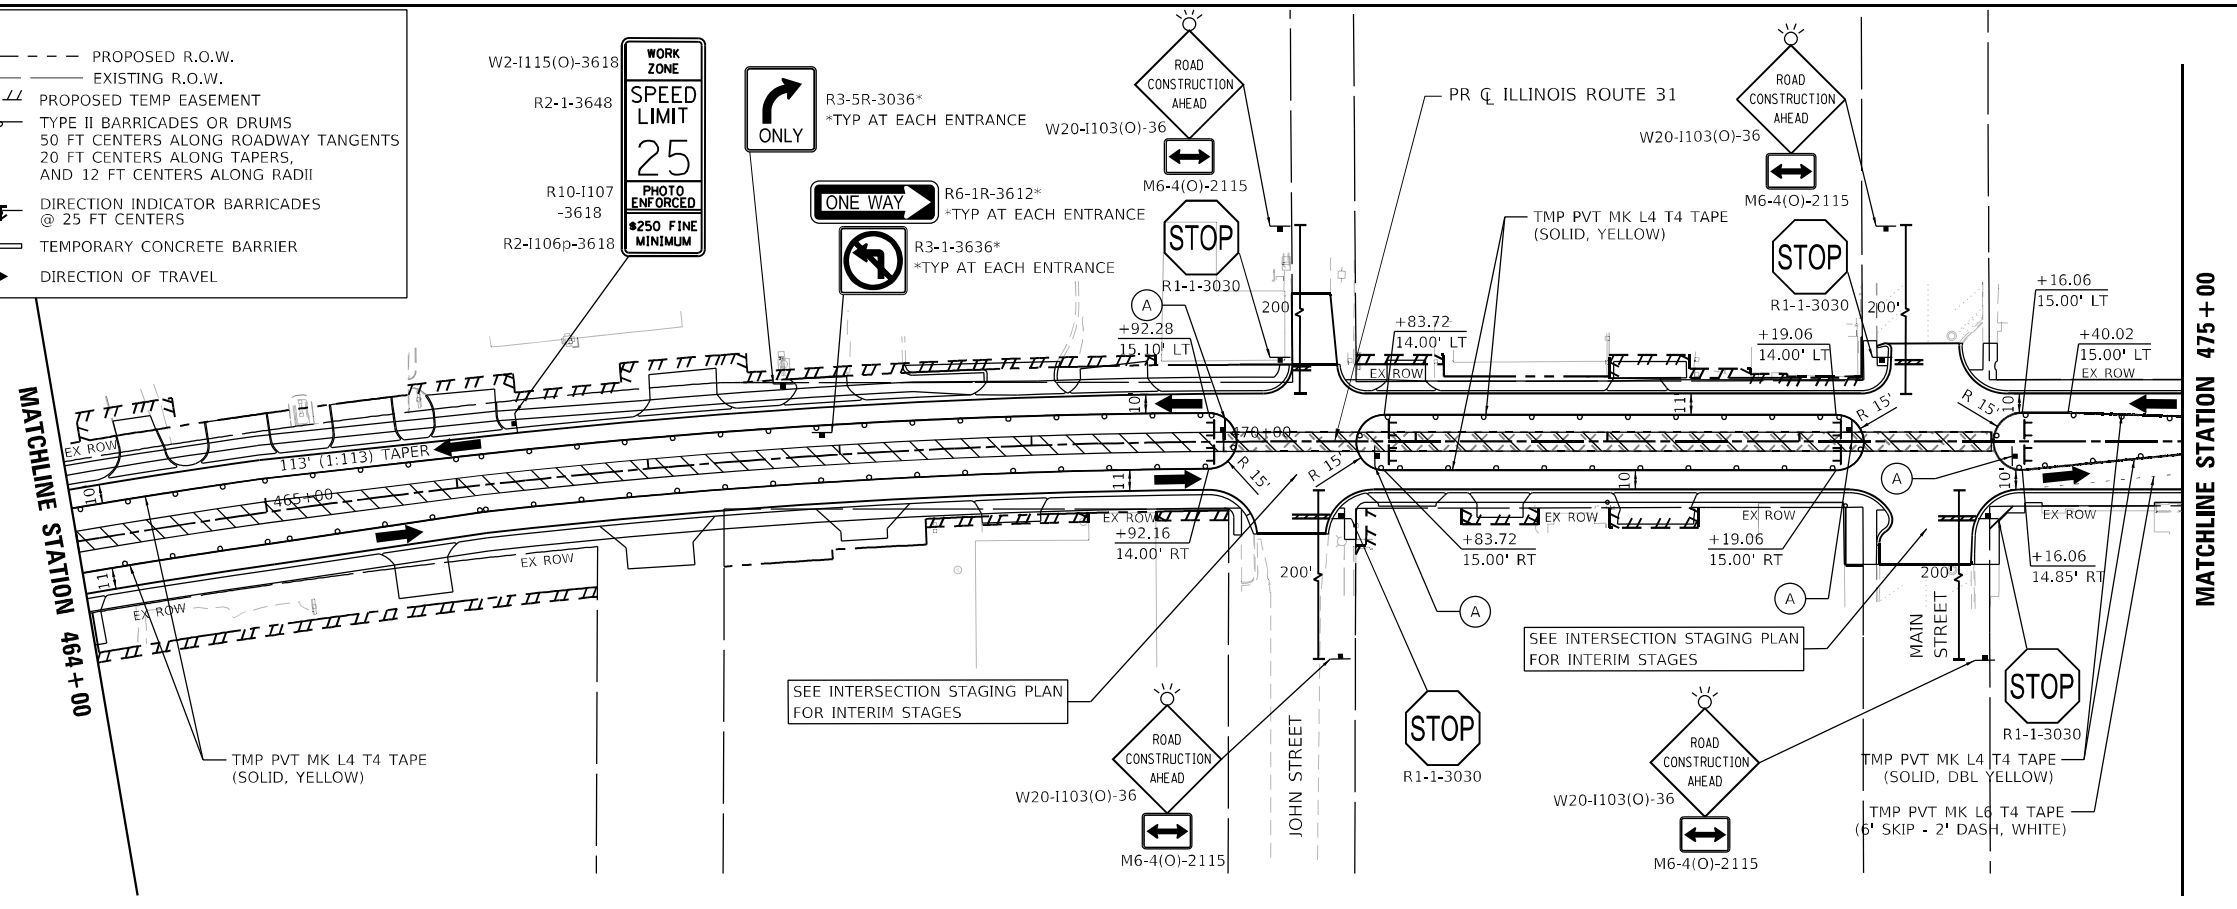 PROPOSED R.O.W.
EXISTING R.O.W.
PROPOSED TEMP EASEMENT
TYPE II BARRICADES OR DRUMS
50 FT CENTERS ALONG ROADWAY TANGENTS
20 FT CENTERS ALONG TAPERS,
AND 12 FT CENTERS ALONG RADII
DIRECTION INDICATOR BARRICADES
@ 25 FT CENTERS
TEMPORARY CONCRETE BARRIER
DIRECTION OF TRAVEL
W2-I115(O)-3618
R2-1-3648
R10-I107
-3618
R2-I106p-3618
WORK
ZONE
SPEED
LIMIT
25
PHOTO
ENFORCED
$250 FINE
MINIMUM
ONLY
R3-5R-3036*
*TYP AT EACH ENTRANCE
ONE WAY
R6-1R-3612*
*TYP AT EACH ENTRANCE
R3-1-3636*
*TYP AT EACH ENTRANCE
ROAD
CONSTRUCTION
AHEAD
W20-I103(O)-36
M6-4(O)-2115
STOP
R1-1-3030
PR ℄ ILLINOIS ROUTE 31
TMP PVT MK L4 T4 TAPE
(SOLID, YELLOW)
ROAD
CONSTRUCTION
AHEAD
W20-I103(O)-36
M6-4(O)-2115
STOP
R1-1-3030
A
+92.28
15.10' LT
200'
+83.72
14.00' LT
+19.06
14.00' LT
200'
+16.06
15.00' LT
+40.02
15.00' LT
EX ROW
MATCHLINE STATION 475+00
MATCHLINE STATION 464+00
EX ROW
113' (1:113) TAPER
10'
465+00
11'
EX ROW
EX ROW
10'
11'
470+00
R 15'
R 15'
EX ROW
11'
10'
R 15'
R 15'
10'
10'
A
EX ROW
+92.16
14.00' RT
+83.72
15.00' RT
EX ROW
EX ROW
+19.06
15.00' RT
EX ROW
+16.06
14.85' RT
200'
200'
A
A
SEE INTERSECTION STAGING PLAN
FOR INTERIM STAGES
SEE INTERSECTION STAGING PLAN
FOR INTERIM STAGES
MAIN
STREET
JOHN STREET
TMP PVT MK L4 T4 TAPE
(SOLID, YELLOW)
ROAD
CONSTRUCTION
AHEAD
W20-I103(O)-36
M6-4(O)-2115
STOP
R1-1-3030
ROAD
CONSTRUCTION
AHEAD
W20-I103(O)-36
M6-4(O)-2115
STOP
R1-1-3030
TMP PVT MK L4 T4 TAPE
(SOLID, DBL YELLOW)
TMP PVT MK L6 T4 TAPE
(6' SKIP - 2' DASH, WHITE)